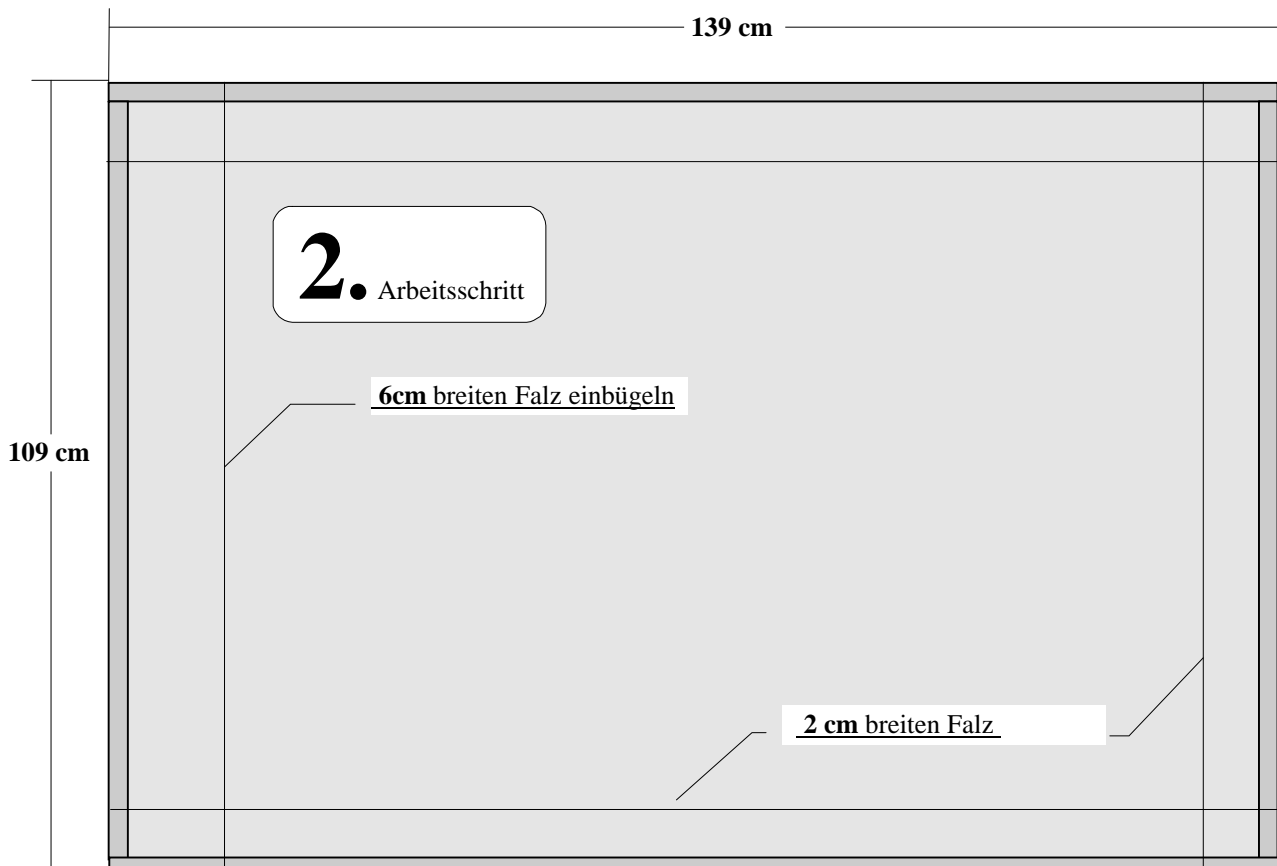 139 cm
2. Arbeitsschritt
6cm breiten Falz einbügeln
109 cm
2 cm breiten Falz